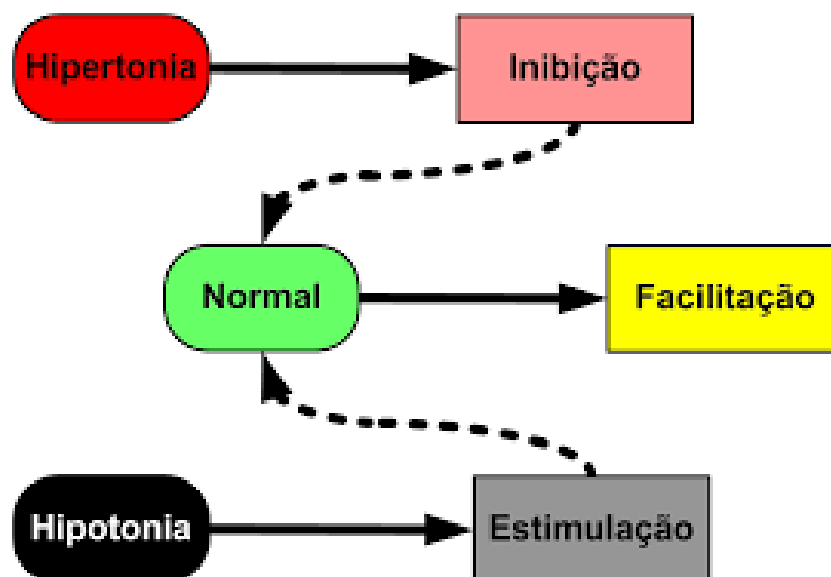 Hipertonia
Inibição
Normal
Facilitação
Hipotonia
Estimulação